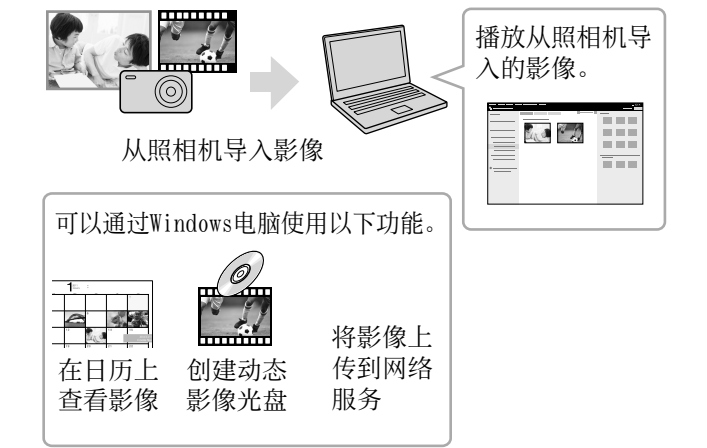 播放从照相机导
入的影像。
从照相机导入影像
可以通过Windows电脑使用以下功能。
1
在日历上
查看影像
创建动态
影像光盘
将影像上
传到网络
服务